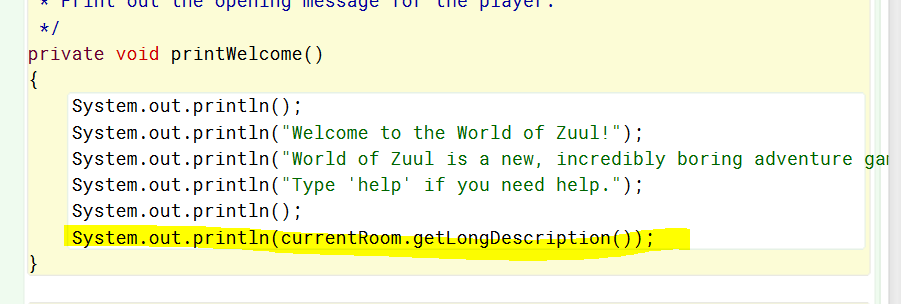 * Print out the opening message for the player.
*/
private void printWelcome()
{
System.out.println();
System.out.println("Welcome to the World of Zuul!");
System.out.println("World of Zuul is a new, incredibly boring adventure
System.out.println("Type 'help' if you need help.");
System.out.println();
System.out.println(currentRoom.getLongDescription());
}